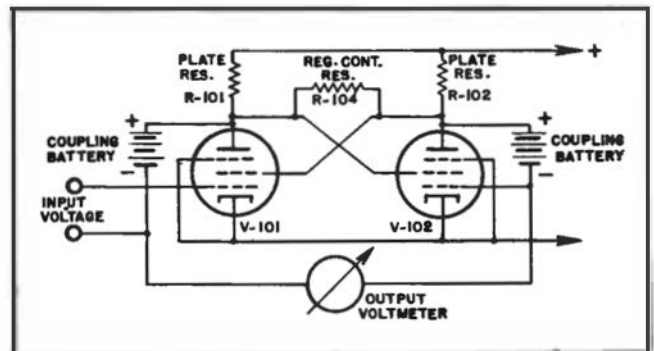 PLATE
RES.
R-101
REG. CONT.
RES.
R-104
PLATE
RES.
R-102
+
+
COUPLING
BATTERY
-
+
COUPLING
BATTERY
-
INPUT
VOLTAGE
V-101
V-102
OUTPUT
VOLTMETER